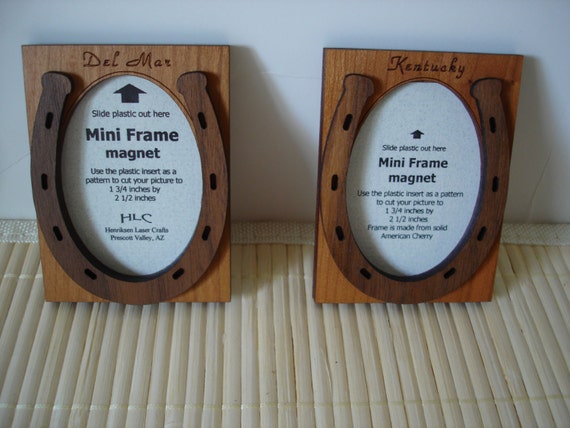 Del Mar
Slide plastic out here
Mini Frame
magnet
Use the plastic insert as a
pattern to cut your picture to
1 3/4 inches by
2 1/2 inches
HLC
Henriksen Laser Crafts
Prescott Valley, AZ
Kentucky
Slide plastic out here
Mini Frame
magnet
Use the plastic insert as a
pattern to cut your picture to
1 3/4 inches by
2 1/2 inches
Frame is made from solid
American Cherry